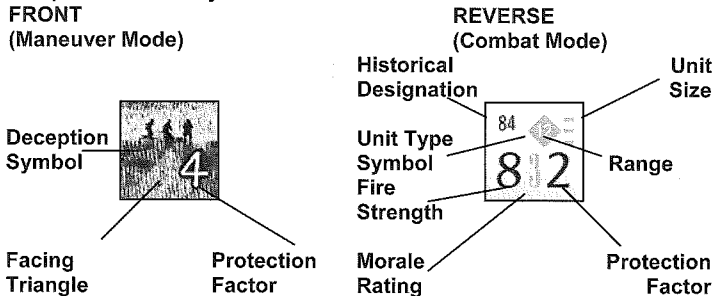 FRONT
(Maneuver Mode)
Deception
Symbol
4
Facing
Triangle
Protection
Factor
REVERSE
(Combat Mode)
Historical
Designation
Unit
Size
84
Unit Type
Symbol
Range
Fire
Strength
8 2
Morale
Rating
Protection
Factor